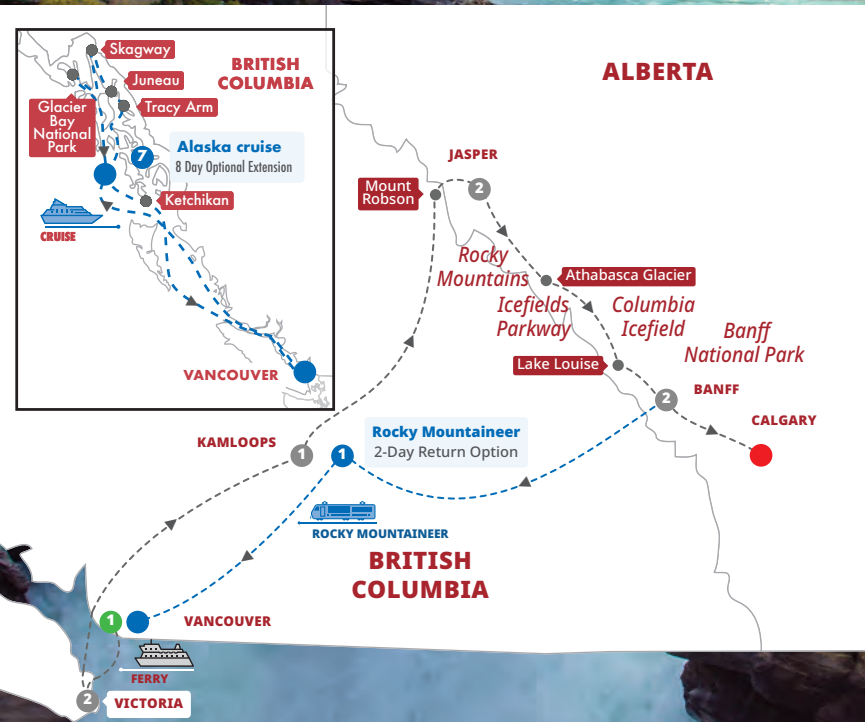 Skagway
BRITISH
COLUMBIA
Juneau
Tracy Arm
Glacier
Bay
National
Park
7
Alaska cruise
8 Day Optional Extension
Ketchikan
CRUISE
VANCOUVER
ALBERTA
JASPER
2
Mount
Robson
Rocky
Mountains
Athabasca Glacier
Icefields
Parkway
Columbia
Icefield
Banff
National Park
Lake Louise
2
BANFF
CALGARY
KAMLOOPS
1
1
Rocky Mountaineer
2-Day Return Option
ROCKY MOUNTAINEER
BRITISH
COLUMBIA
1
VANCOUVER
FERRY
2
VICTORIA